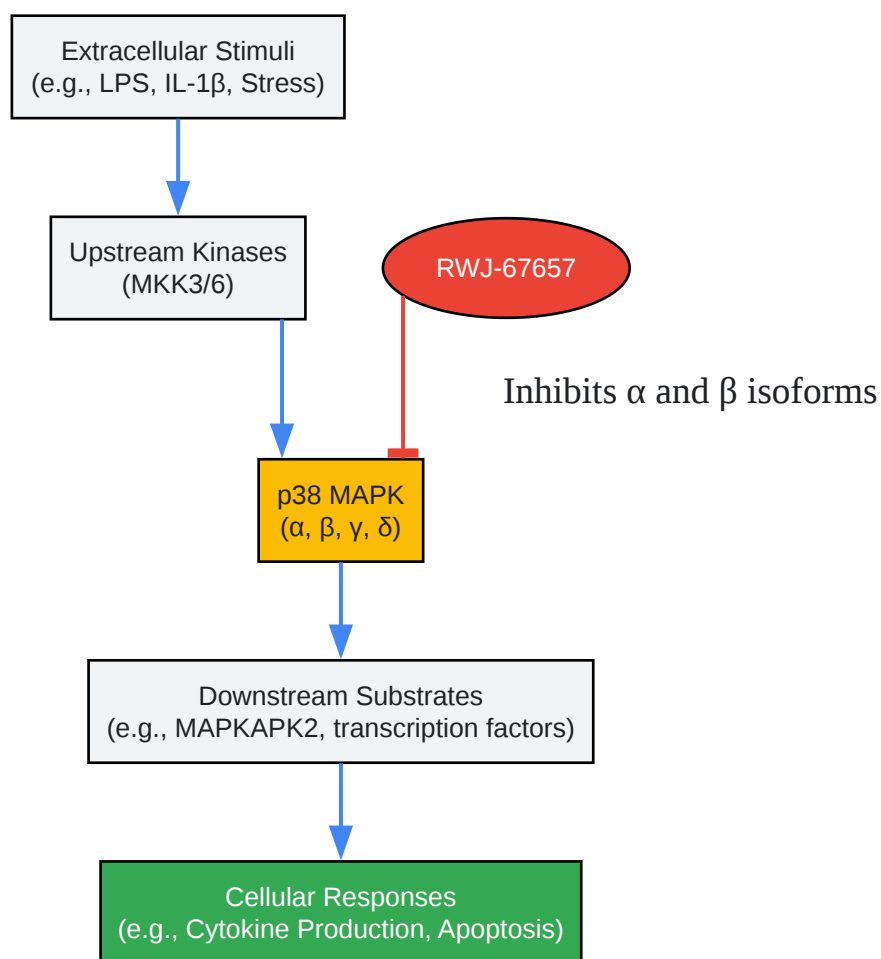 Extracellular Stimuli
(e.g., LPS, IL-1β, Stress)
Upstream Kinases
(MKK3/6)
RWJ-67657
Inhibits α and β isoforms
p38 MAPK
(α, β, γ, δ)
Downstream Substrates
(e.g., MAPKAPK2, transcription factors)
Cellular Responses
(e.g., Cytokine Production, Apoptosis)